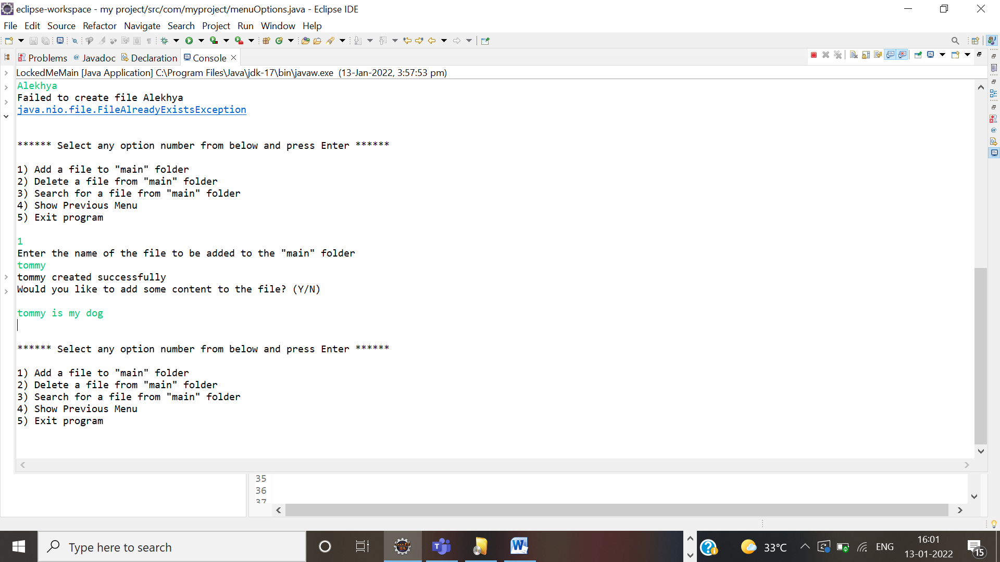 eclipse-workspace - my project/src/com/myproject/menuOptions.java - Eclipse IDE
File Edit Source Refactor Navigate Search Project Run Window Help
Problems @ Javadoc Declaration Console
LockedMeMain [Java Application] C:\Program Files\Java\jdk-17\bin\javaw.exe (13-Jan-2022, 3:57:53 pm)
Alekhya
Failed to create file Alekhya
java.nio.file.FileAlreadyExistsException
****** Select any option number from below and press Enter ******
1) Add a file to "main" folder
2) Delete a file from "main" folder
3) Search for a file from "main" folder
4) Show Previous Menu
5) Exit program
1
Enter the name of the file to be added to the "main" folder
tommy
tommy created successfully
Would you like to add some content to the file? (Y/N)
tommy is my dog
****** Select any option number from below and press Enter ******
1) Add a file to "main" folder
2) Delete a file from "main" folder
3) Search for a file from "main" folder
4) Show Previous Menu
5) Exit program
35
36
37
Type here to search
33°C
ENG
16:01
13-01-2022
15